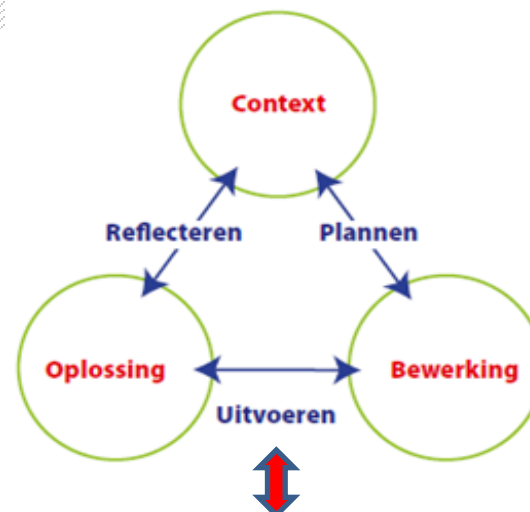 Context
Reflecteren
Plannen
Oplossing
Bewerking
Uitvoeren